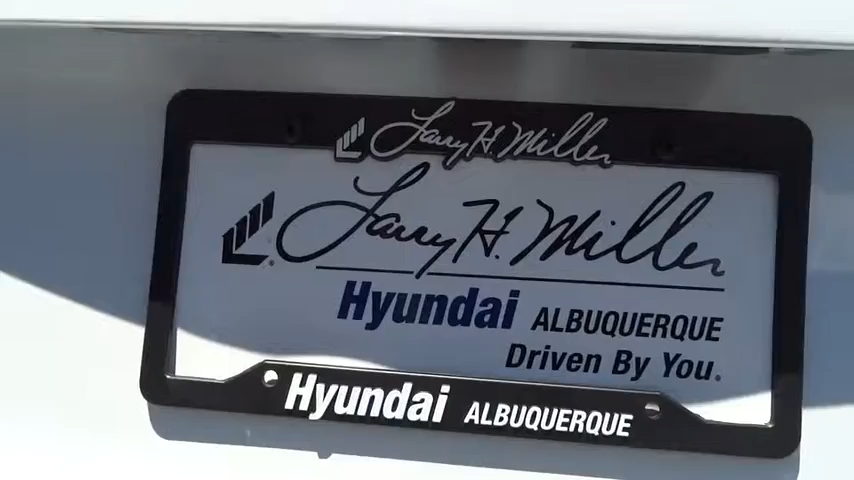 Larry H. Miller
Larry H. Miller
Hyundai ALBUQUERQUE
Driven By You.
Hyundai ALBUQUERQUE